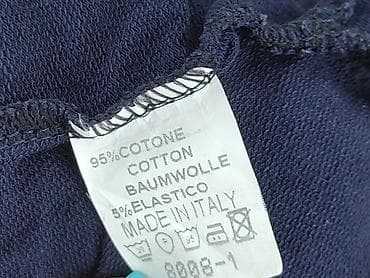 95%COTONE
COTTON
BAUMWOLLE
5%ELASTICO
MADE IN ITALY
8008-1